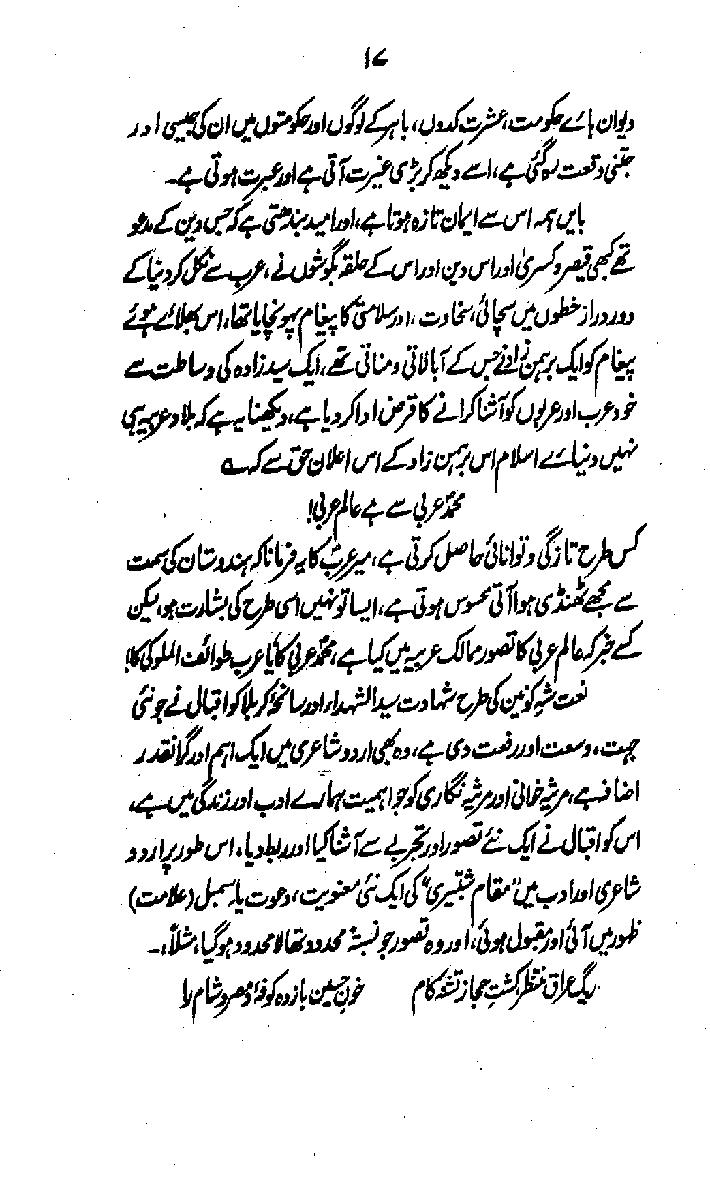 ۱۷
دیوان ہائے حکومت، عشرت کدوں، باہر کے لوگوں اور حکومتوں میں ان کی جیسی اور
جتنی وقعت رہ گئی ہے، اسے دیکھ کر بڑی غیرت آتی ہے اور عبرت ہوتی ہے۔
بایں ہمہ اس سے ایمان تازہ ہوتا ہے، اور امید بندھتی ہے کہ جس دین کے مدعو
تھے کبھی قیصر و کسریٰ اور اس دین اور اس کے حلقہ بگوشوں نے، عرب سے نکل کر دنیا کے
دور دراز خطوں میں سچائی، سخاوت، اور سلامتی کا پیغام پہونچایا تھا، اس بھلائے ہوئے
پیغام کو ایک برہمن زادے نے جس کے آبا لاتی و مناتی تھے، ایک سید زادہ کی وساطت سے
خود عرب اور عربوں کو آشنا کرانے کا قرض ادا کر دیا ہے، دیکھنا یہ ہے کہ بلاد عربیہ ہی
نہیں دنیائے اسلام اس برہمن زاد کے اس اعلان حق سے کہ ؎
محمدؐ عربی سے ہے عالم عربی!
کس طرح تازگی و توانائی حاصل کرتی ہے، میر عربؐ کا یہ فرمانا کہ ہندوستان کی سمت
سے مجھے ٹھنڈی ہوا آتی محسوس ہوتی ہے، ایسا تو نہیں اسی طرح کی بشارت ہو، لیکن
کسے خبر کہ عالم عربی کا تصور ممالک عربیہ میں کیا ہے، محمدؐ عربی کا یا عرب طوائف الملوکی کا!
نعت شہِ کونین کی طرح شہادت سید الشہداء اور سانحۂ کربلا کو اقبال نے جو نئی
جہت، وسعت اور رفعت دی ہے، وہ بھی اردو شاعری میں ایک اہم اور گرانقدر
اضافہ ہے، مرثیہ خوانی اور مرثیہ نگاری کو جو اہمیت ہمارے ادب اور زندگی میں ہے،
اس کو اقبال نے ایک نئے تصور اور تجربے سے آشنا کیا اور ربط دیا، اس طور پر اردو
شاعری اور ادب میں "مقام شبیری" کی ایک نئی معنویت، دعوت یا سمبل (علامت)
ظہور میں آئی اور مقبول ہوئی، اور وہ تصور جو نسبتہً محدود تھا لامحدود ہو گیا، مثلاً،۔
ریگ عراق منتظر کشت حجاز تشنہ کام خون حسین باز دہ کوفہ و مصر و شام را